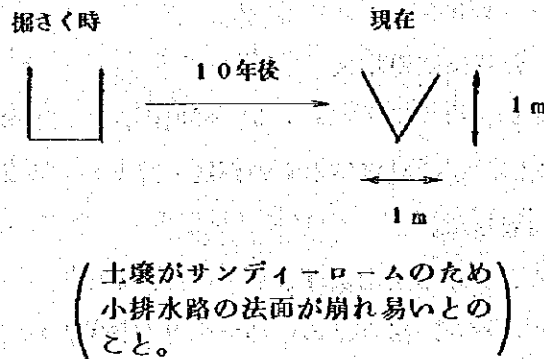 掘さく時
現在
１０年後
１ｍ
１ｍ
土壌がサンディーロームのため
小排水路の法面が崩れ易いとの
こと。